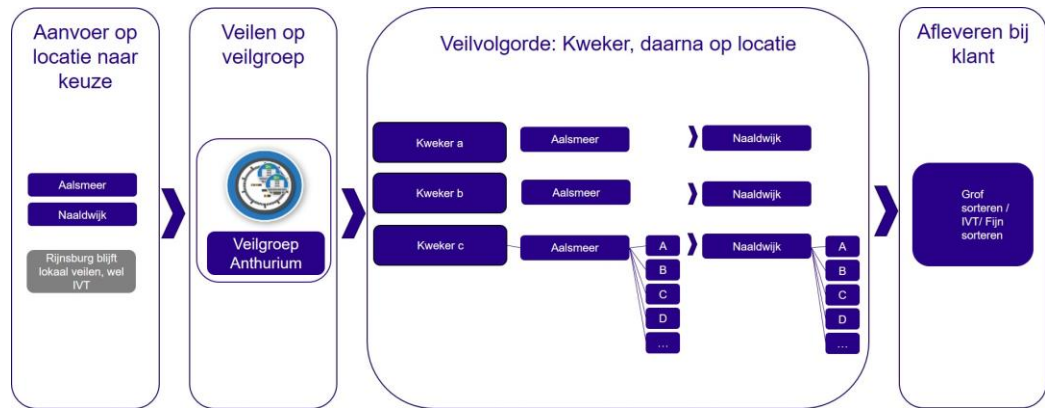 Aanvoer op
locatie naar
keuze
Aalsmeer
Naaldwijk
Rijnsburg blijft
lokaal veilen, wel
IVT
Veilen op
veilgroep
Veilgroep
Anthurium
Veilvolgorde: Kweker, daarna op locatie
Kweker a
Aalsmeer
Naaldwijk
Kweker b
Aalsmeer
Naaldwijk
Kweker c
Aalsmeer
A
B
C
D
...
Naaldwijk
A
B
C
D
...
Afleveren bij
klant
Grof
sorteren /
IVT/ Fijn
sorteren